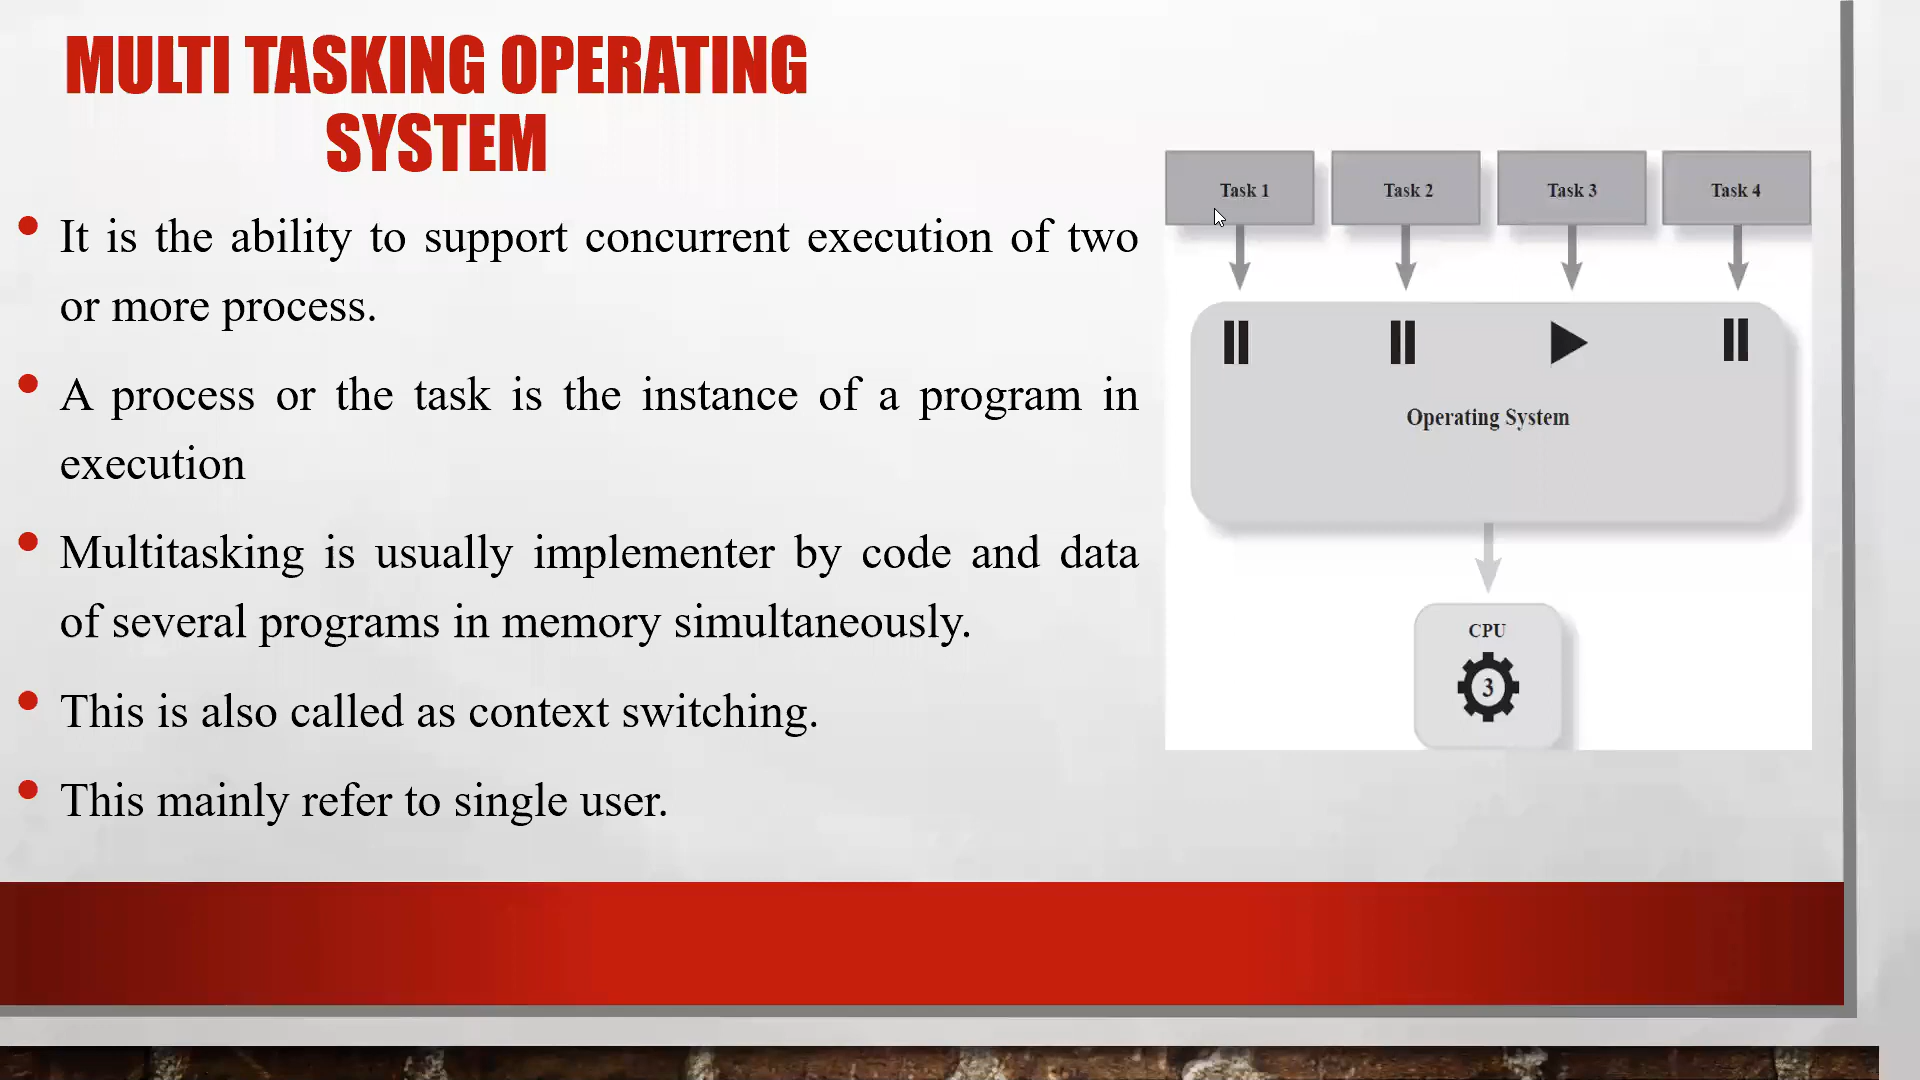 MULTI TASKING OPERATING
SYSTEM
• It is the ability to support concurrent execution of two
or more process.
• A process or the task is the instance of a program in
execution
• Multitasking is usually implementer by code and data
of several programs in memory simultaneously.
• This is also called as context switching.
• This mainly refer to single user.
Task 1
Task 2
Task 3
Task 4
Operating System
CPU
3